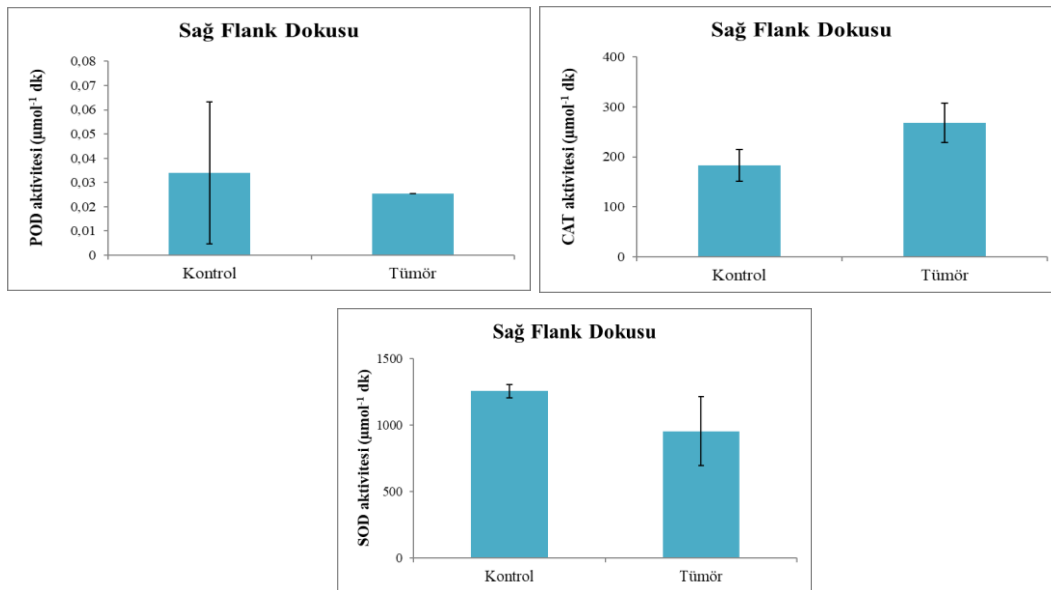 Sağ Flank Dokusu
POD aktivitesi (µmol⁻¹ dk)
0,08
0,07
0,06
0,05
0,04
0,03
0,02
0,01
0
Kontrol Tümör
Sağ Flank Dokusu
CAT aktivitesi (µmol⁻¹ dk)
400
300
200
100
0
Kontrol Tümör
Sağ Flank Dokusu
SOD aktivitesi (µmol⁻¹ dk)
1500
1000
500
0
Kontrol Tümör